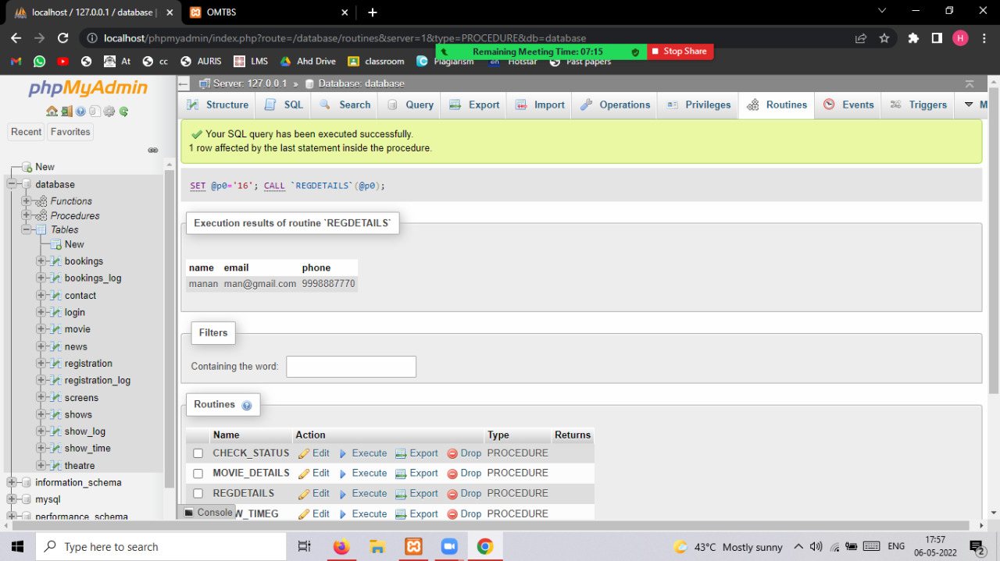 localhost / 127.0.0.1 / database |
OMTBS
localhost/phpmyadmin/index.php?route=/database/routines&server=1&type=PROCEDURE&db=database
H
Remaining Meeting Time: 07:15
Stop Share
At
cc
AURIS
LMS
Ahd Drive
classroom
Plagiarism
Hotstar
Past papers
phpMyAdmin
Server: 127.0.0.1 » Database: database
Structure
SQL
Search
Query
Export
Import
Operations
Privileges
Routines
Events
Triggers
M
Recent
Favorites
New
database
Functions
Procedures
Tables
New
bookings
bookings_log
contact
login
movie
news
registration
registration_log
screens
shows
show_log
show_time
theatre
information_schema
mysql
performance_schema
Your SQL query has been executed successfully.
1 row affected by the last statement inside the procedure.
SET @p0='16'; CALL `REGDETAILS`(@p0);
Execution results of routine `REGDETAILS`
name email phone
manan man@gmail.com 9998887770
Filters
Containing the word:
Routines
Name Action Type Returns
CHECK_STATUS Edit Execute Export Drop PROCEDURE
MOVIE_DETAILS Edit Execute Export Drop PROCEDURE
REGDETAILS Edit Execute Export Drop PROCEDURE
W_TIMEG Edit Execute Export Drop PROCEDURE
Console
Type here to search
43°C Mostly sunny
ENG
17:57
06-05-2022
2